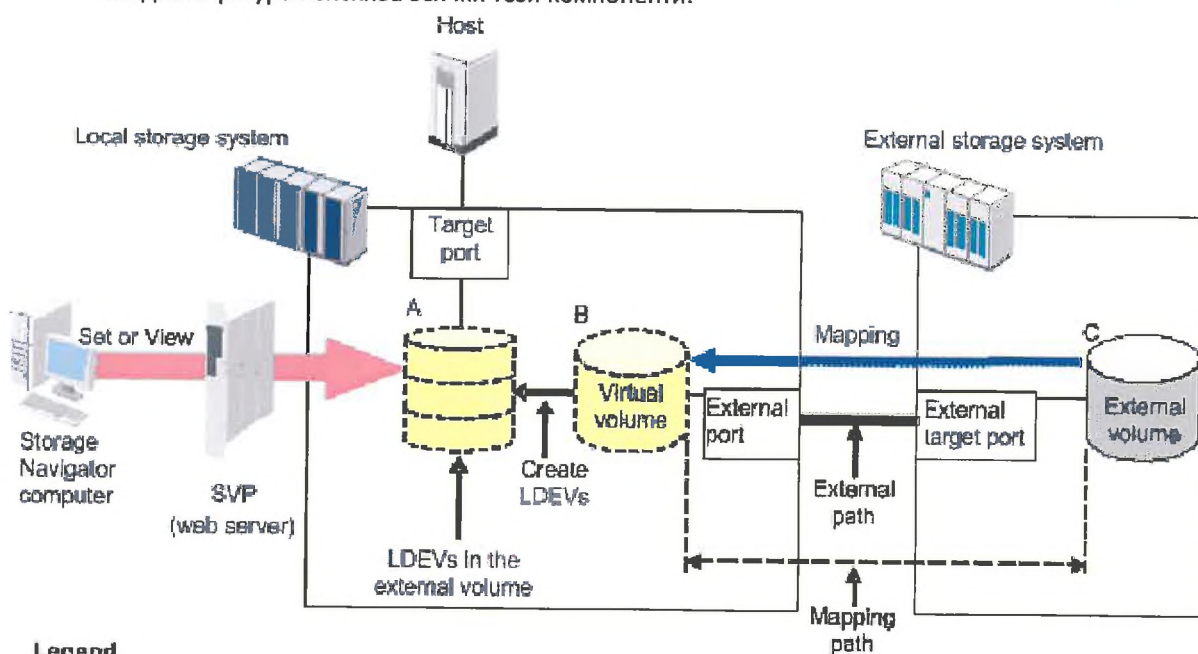 тези компоненти.
Host
Local storage system
External storage system
Target
port
A
B
C
Set or View
Mapping
Virtual
volume
External
port
External
target port
External
volume
Storage
Navigator
computer
SVP
(web server)
Create
LDEVs
External
path
LDEVs in the
external volume
Mapping
path
Legend